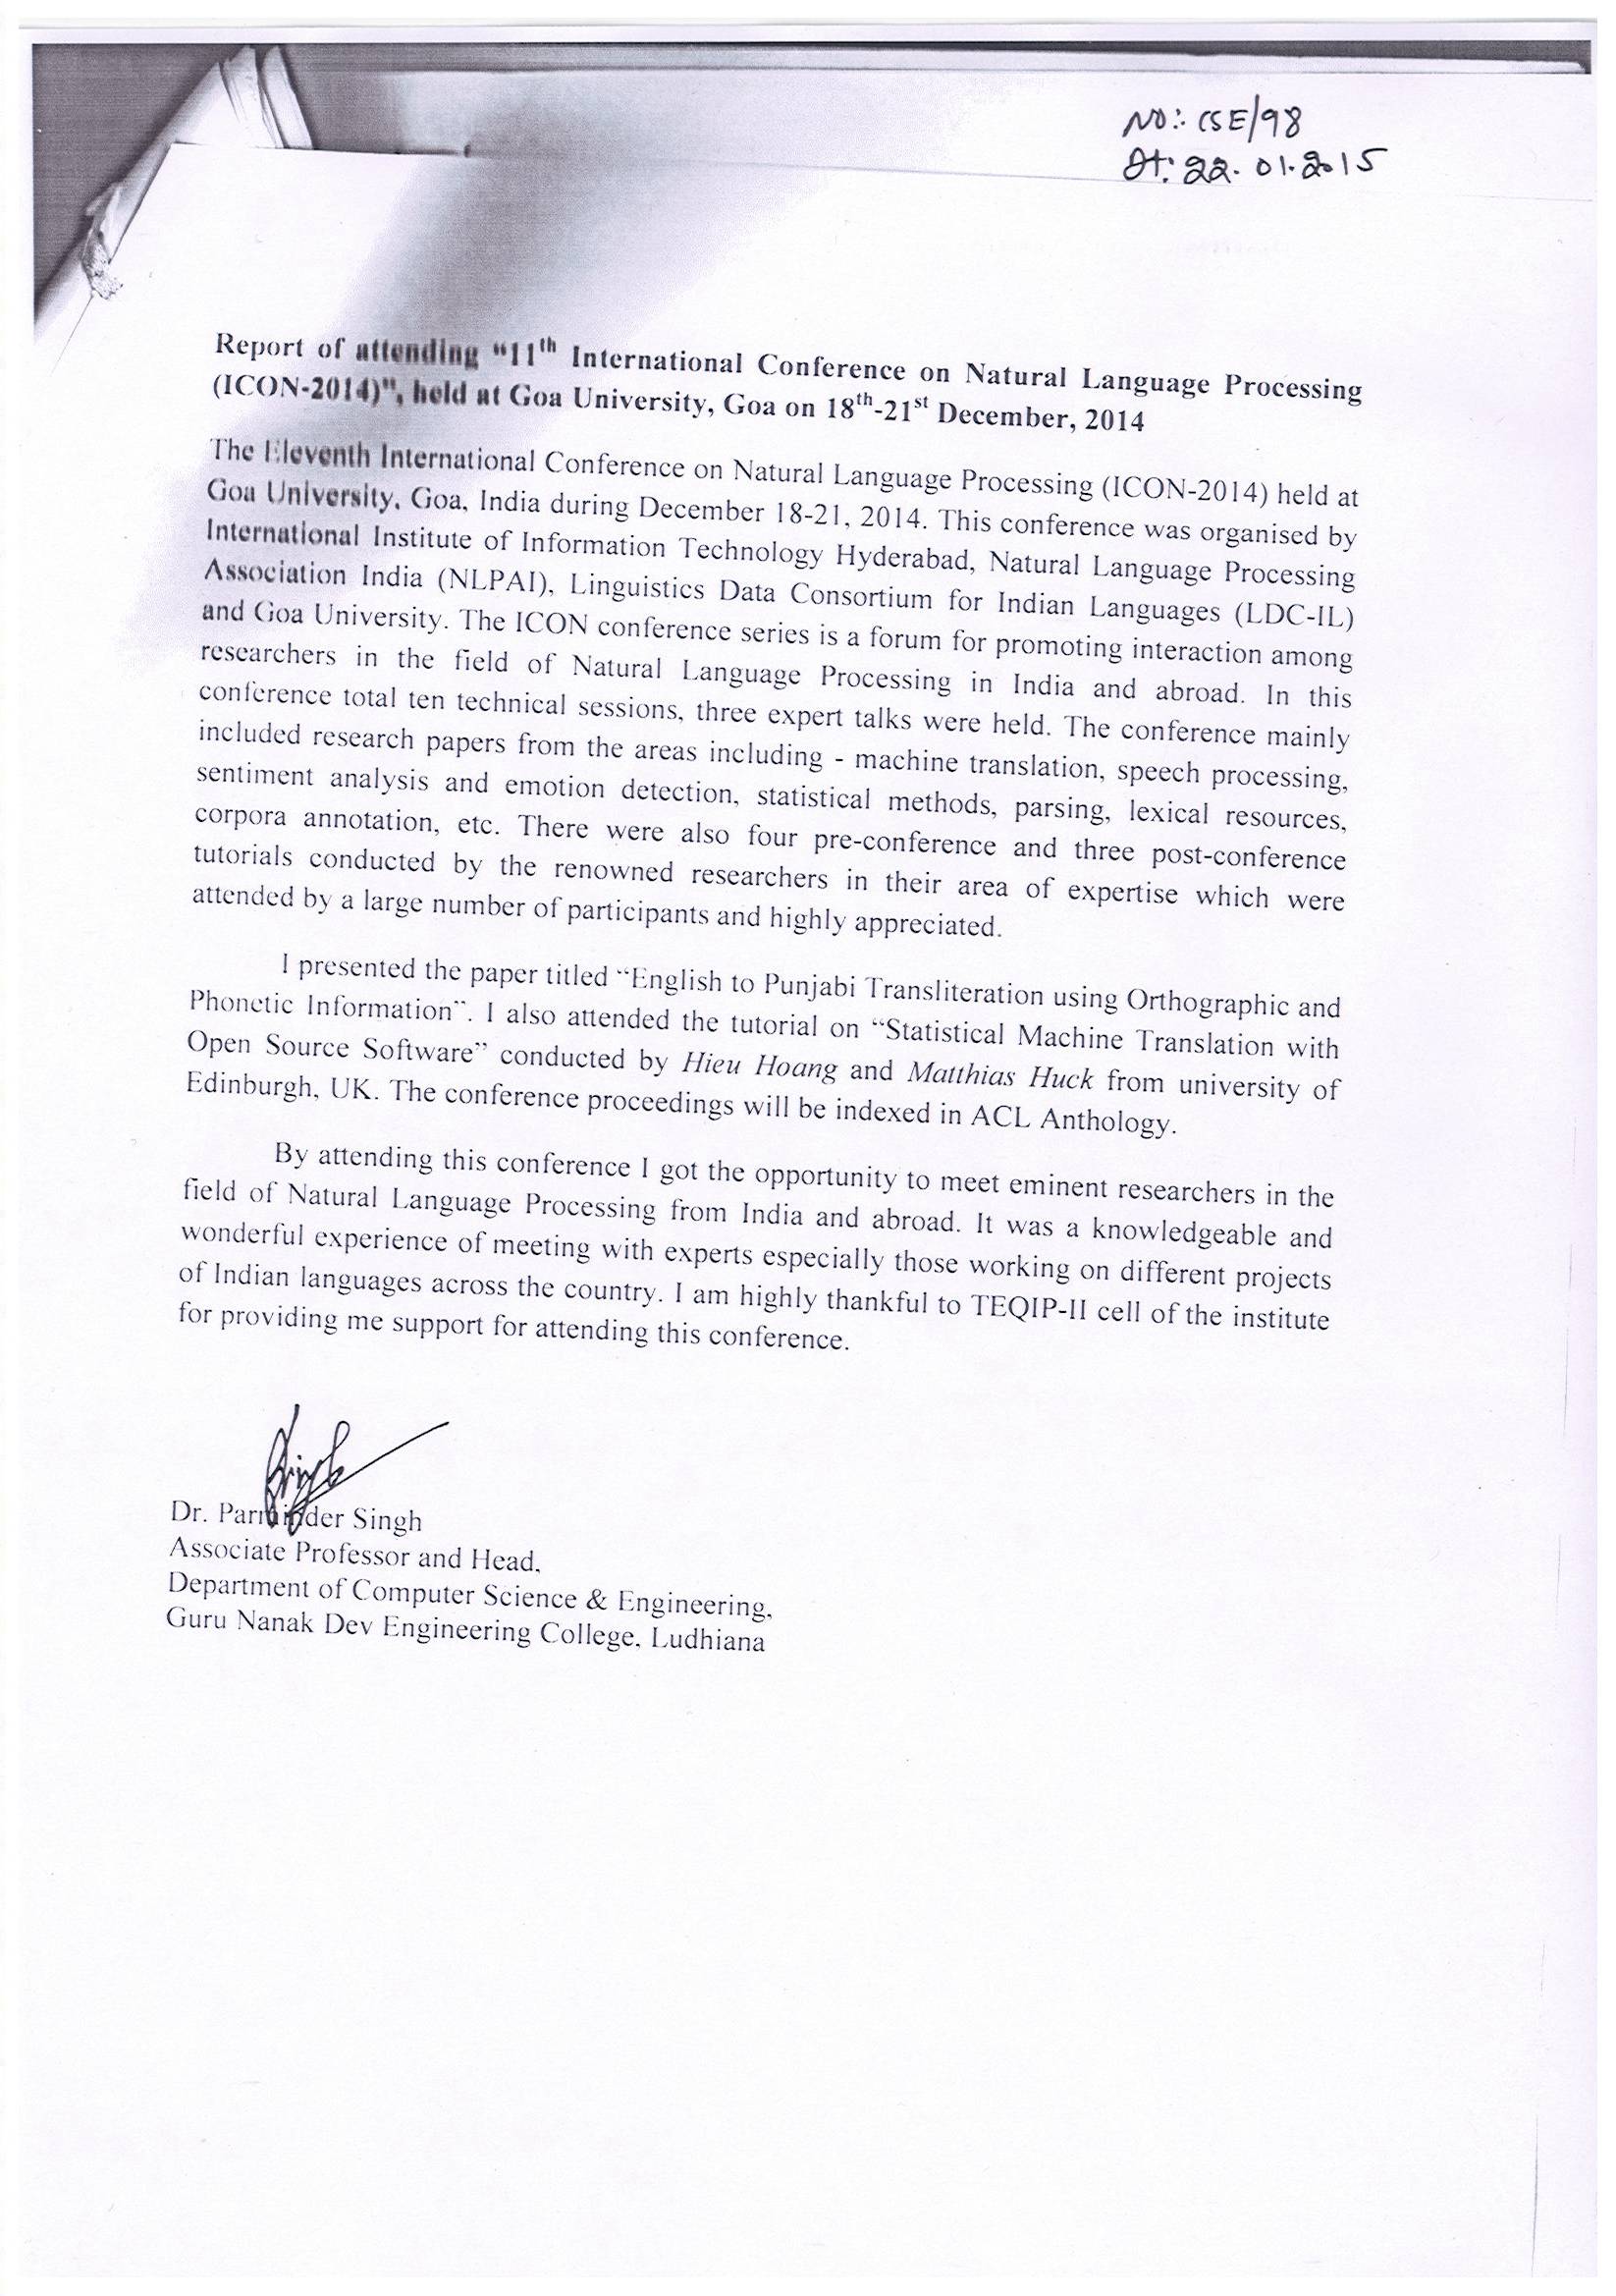 No:- CSE/98
Dt: 22.01.2015
Report of attending "11th International Conference on Natural Language Processing
(ICON-2014)", held at Goa University, Goa on 18th-21st December, 2014
The Eleventh International Conference on Natural Language Processing (ICON-2014) held at
Goa University, Goa, India during December 18-21, 2014. This conference was organised by
International Institute of Information Technology Hyderabad, Natural Language Processing
Association India (NLPAI), Linguistics Data Consortium for Indian Languages (LDC-IL)
and Goa University. The ICON conference series is a forum for promoting interaction among
researchers in the field of Natural Language Processing in India and abroad. In this
conference total ten technical sessions, three expert talks were held. The conference mainly
included research papers from the areas including - machine translation, speech processing,
sentiment analysis and emotion detection, statistical methods, parsing, lexical resources,
corpora annotation, etc. There were also four pre-conference and three post-conference
tutorials conducted by the renowned researchers in their area of expertise which were
attended by a large number of participants and highly appreciated.
I presented the paper titled "English to Punjabi Transliteration using Orthographic and
Phonetic Information". I also attended the tutorial on "Statistical Machine Translation with
Open Source Software" conducted by Hieu Hoang and Matthias Huck from university of
Edinburgh, UK. The conference proceedings will be indexed in ACL Anthology.
By attending this conference I got the opportunity to meet eminent researchers in the
field of Natural Language Processing from India and abroad. It was a knowledgeable and
wonderful experience of meeting with experts especially those working on different projects
of Indian languages across the country. I am highly thankful to TEQIP-II cell of the institute
for providing me support for attending this conference.
Dr. Parminder Singh
Associate Professor and Head,
Department of Computer Science & Engineering,
Guru Nanak Dev Engineering College, Ludhiana